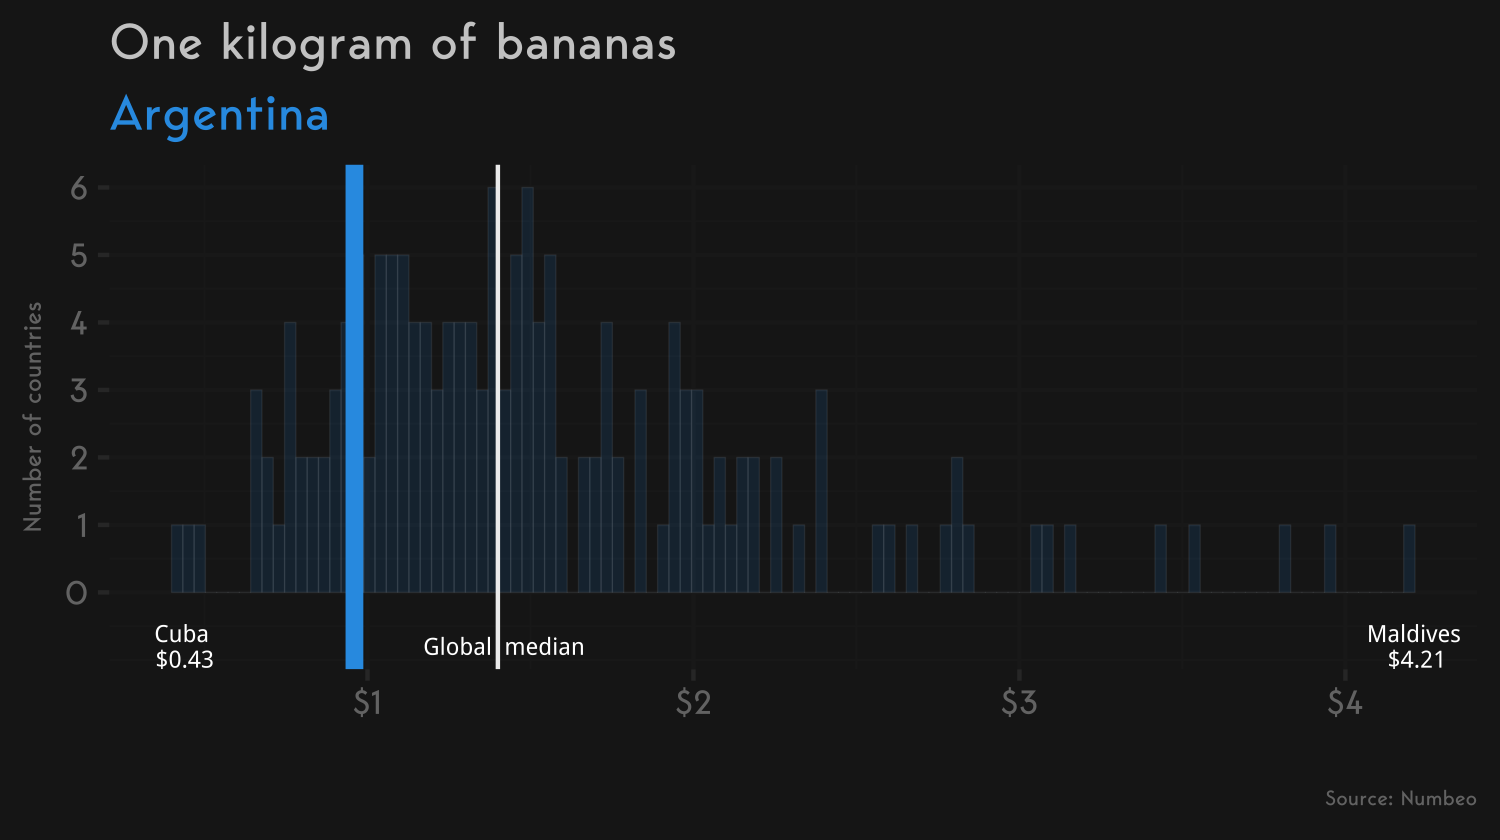 One kilogram of bananas
Argentina
Number of countries
6
5
4
3
2
1
0
Cuba
$0.43
Global median
Maldives
$4.21
$1
$2
$3
$4
Source: Numbeo